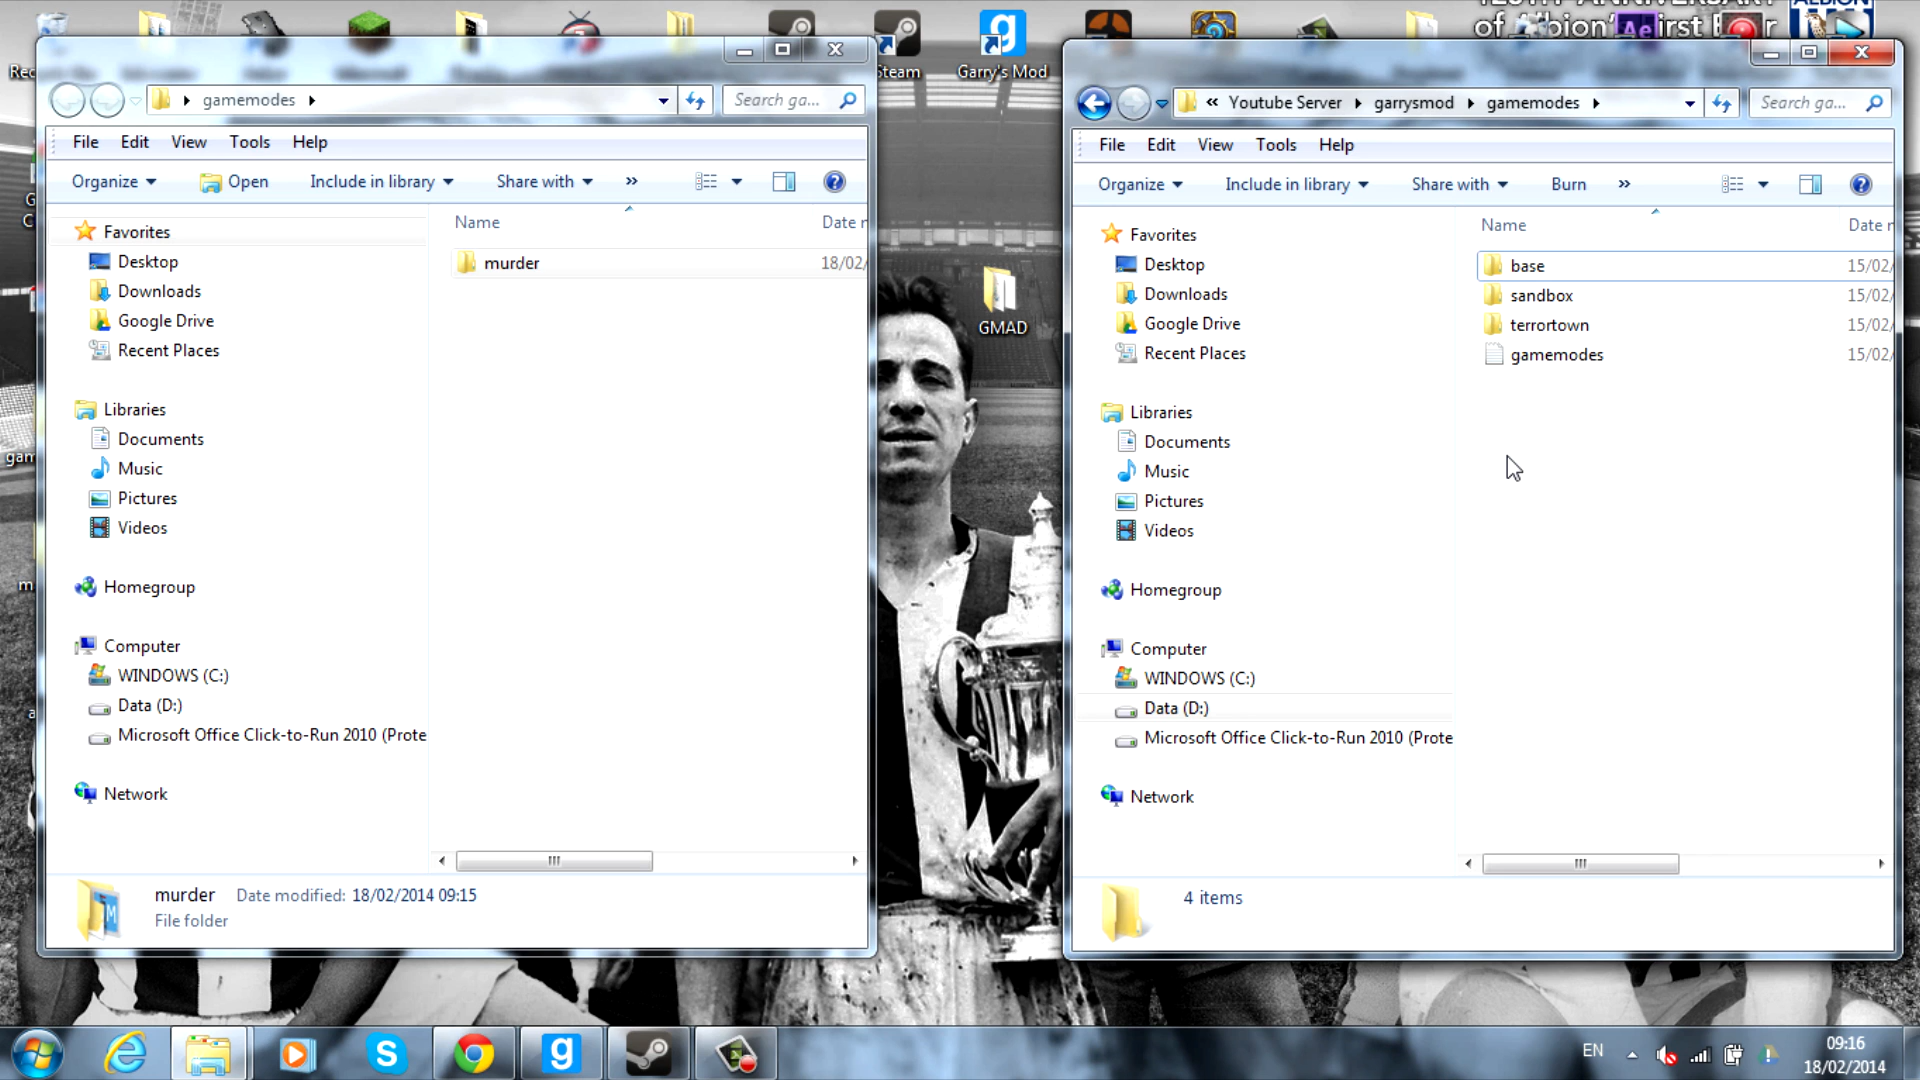 of Albion's First
ALBION
Steam
Garry's Mod
GMAD
gamemodes
Search ga...
File Edit View Tools Help
Organize Open Include in library Share with »
Name Date
Favorites
Desktop
Downloads
Google Drive
Recent Places
Libraries
Documents
Music
Pictures
Videos
Homegroup
Computer
WINDOWS (C:)
Data (D:)
Microsoft Office Click-to-Run 2010 (Prote
Network
murder 18/02/
murder Date modified: 18/02/2014 09:15
File folder
« Youtube Server garrysmod gamemodes
Search ga...
File Edit View Tools Help
Organize Include in library Share with Burn »
Name Date
Favorites
Desktop
Downloads
Google Drive
Recent Places
Libraries
Documents
Music
Pictures
Videos
Homegroup
Computer
WINDOWS (C:)
Data (D:)
Microsoft Office Click-to-Run 2010 (Prote
Network
base 15/02/
sandbox 15/02/
terrortown 15/02/
gamemodes 15/02/
4 items
EN
09:16
18/02/2014